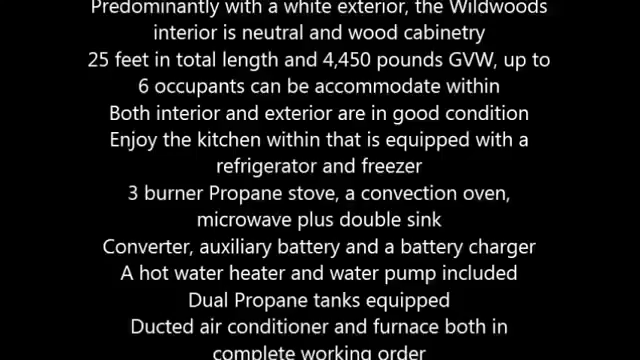 Predominantly with a white exterior, the Wildwoods
interior is neutral and wood cabinetry
25 feet in total length and 4,450 pounds GVW, up to
6 occupants can be accommodate within
Both interior and exterior are in good condition
Enjoy the kitchen within that is equipped with a
refrigerator and freezer
3 burner Propane stove, a convection oven,
microwave plus double sink
Converter, auxiliary battery and a battery charger
A hot water heater and water pump included
Dual Propane tanks equipped
Ducted air conditioner and furnace both in
complete working order